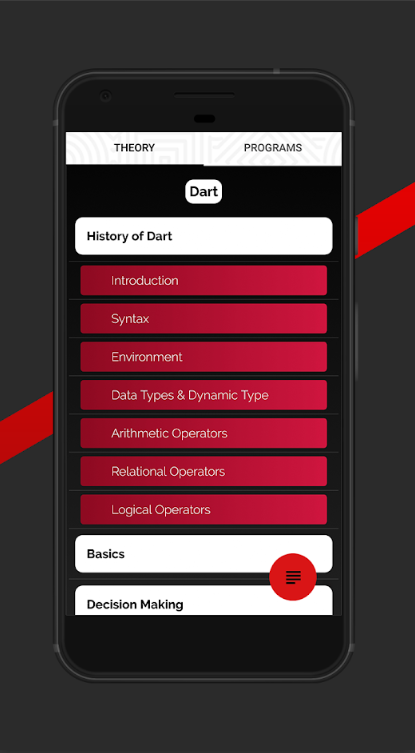 THEORY PROGRAMS
Dart
History of Dart
Introduction
Syntax
Environment
Data Types & Dynamic Type
Arithmetic Operators
Relational Operators
Logical Operators
Basics
Decision Making